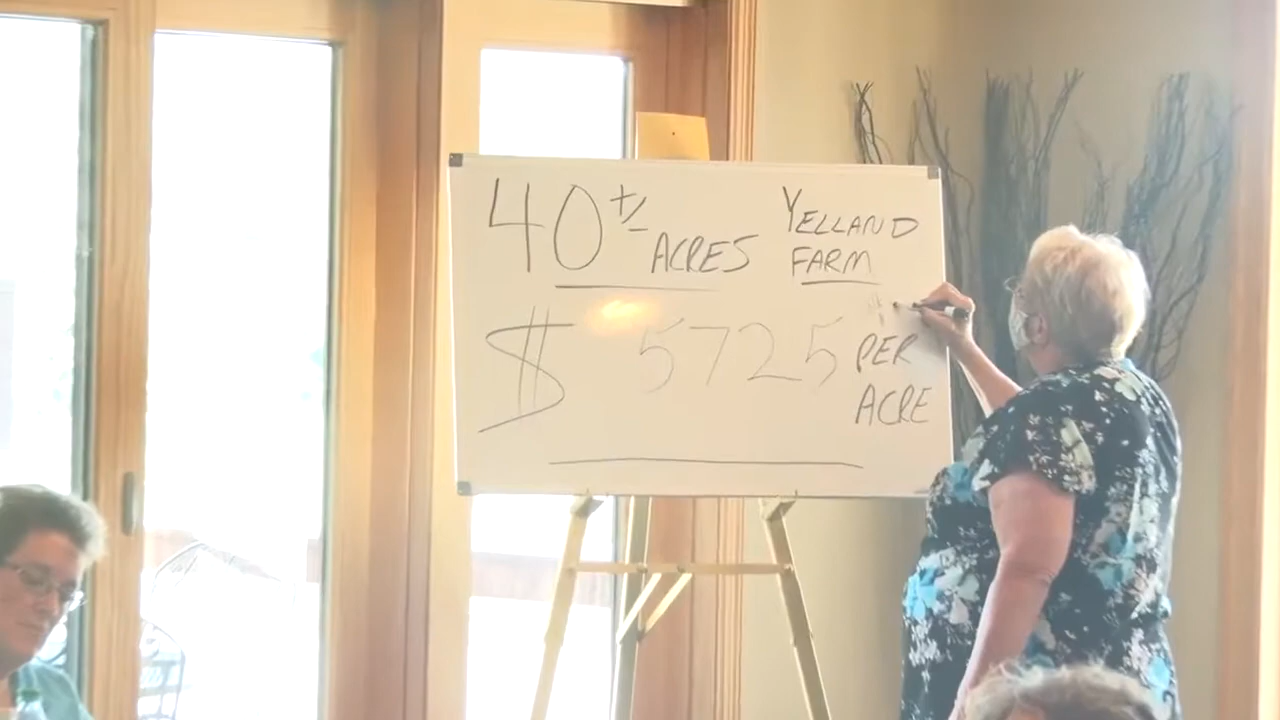 40 +/- ACRES
YELLAND
FARM
$ 5725
PER
ACRE